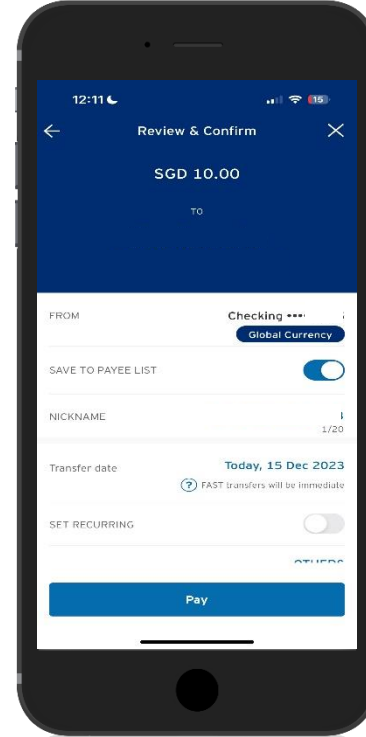 12:11
15
Review & Confirm
SGD 10.00
TO
FROM
Checking ••••
Global Currency
SAVE TO PAYEE LIST
NICKNAME
1/20
Transfer date
Today, 15 Dec 2023
? FAST transfers will be immediate
SET RECURRING
OTHERS
Pay